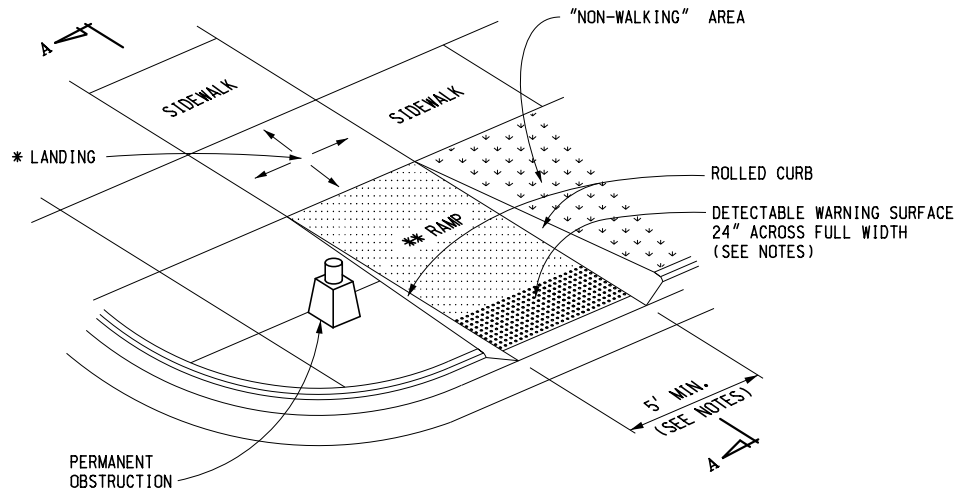 "NON-WALKING" AREA
A
SIDEWALK
SIDEWALK
* LANDING
ROLLED CURB
** RAMP
DETECTABLE WARNING SURFACE
24" ACROSS FULL WIDTH
(SEE NOTES)
5' MIN.
(SEE NOTES)
A
PERMANENT
OBSTRUCTION